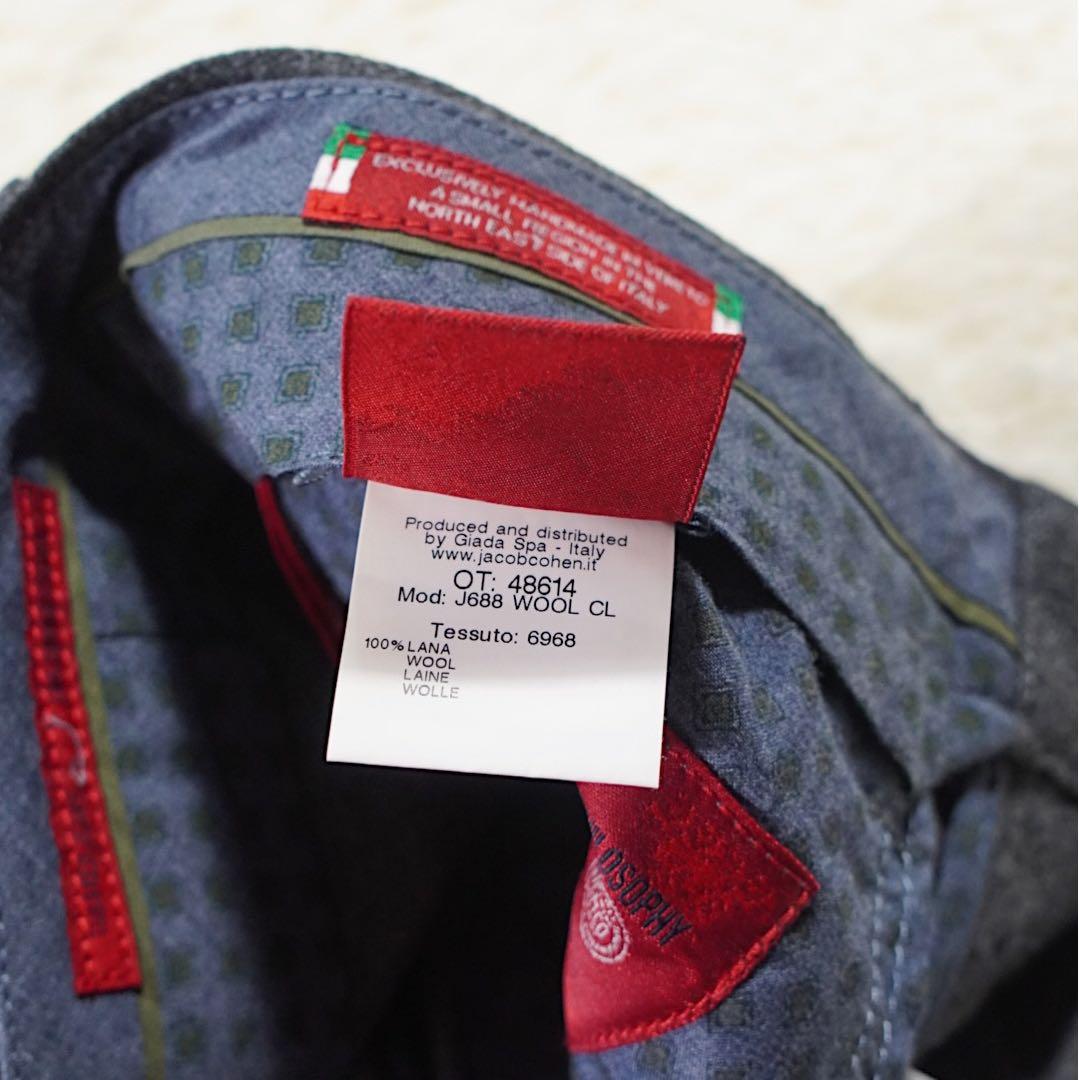 EXCLUSIVELY HANDMADE IN VENETO
A SMALL REGION IN THE
NORTH EAST SIDE OF ITALY
Produced and distributed
by Giada Spa - Italy
www.jacobcohen.it
OT: 48614
Mod: J688 WOOL CL
Tessuto: 6968
100% LANA
WOOL
LAINE
WOLLE
LOSOPHY